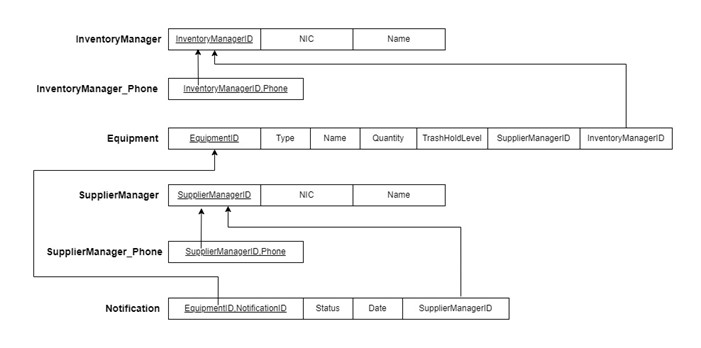 InventoryManager InventoryManagerID NIC Name
InventoryManager_Phone InventoryManagerID,Phone
Equipment EquipmentID Type Name Quantity TrashHoldLevel SupplierManagerID InventoryManagerID
SupplierManager SupplierManagerID NIC Name
SupplierManager_Phone SupplierManagerID,Phone
Notification EquipmentID,NotificationID Status Date SupplierManagerID